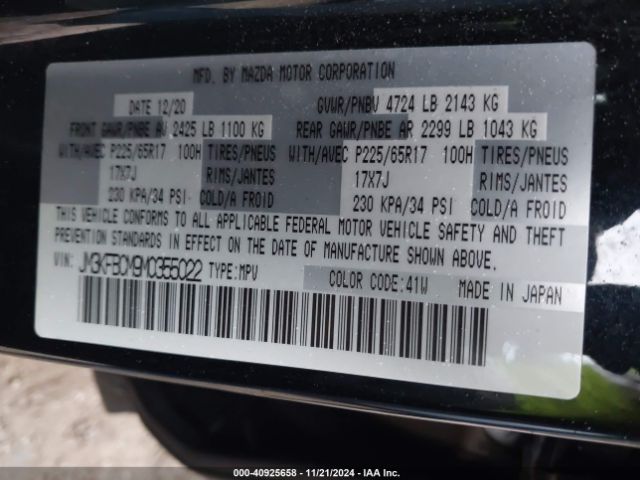 MFD. BY MAZDA MOTOR CORPORATION
DATE 12/20 GVWR/PNBV 4724 LB 2143 KG
FRONT GAWR/PNBE AV 2425 LB 1100 KG REAR GAWR/PNBE AR 2299 LB 1043 KG
WITH/AVEC P225/65R17 100H TIRES/PNEUS WITH/AVEC P225/65R17 100H TIRES/PNEUS
17X7J RIMS/JANTES 17X7J RIMS/JANTES
230 KPA/34 PSI COLD/A FROID 230 KPA/34 PSI COLD/A FROID
THIS VEHICLE CONFORMS TO ALL APPLICABLE FEDERAL MOTOR VEHICLE SAFETY AND THEFT
PREVENTION STANDARDS IN EFFECT ON THE DATE OF MANUFACTURE SHOWN ABOVE.
VIN: JM3KFBCM9M0355022 TYPE:MPV COLOR CODE:41W MADE IN JAPAN
000-40925658 - 11/21/2024 - IAA Inc.